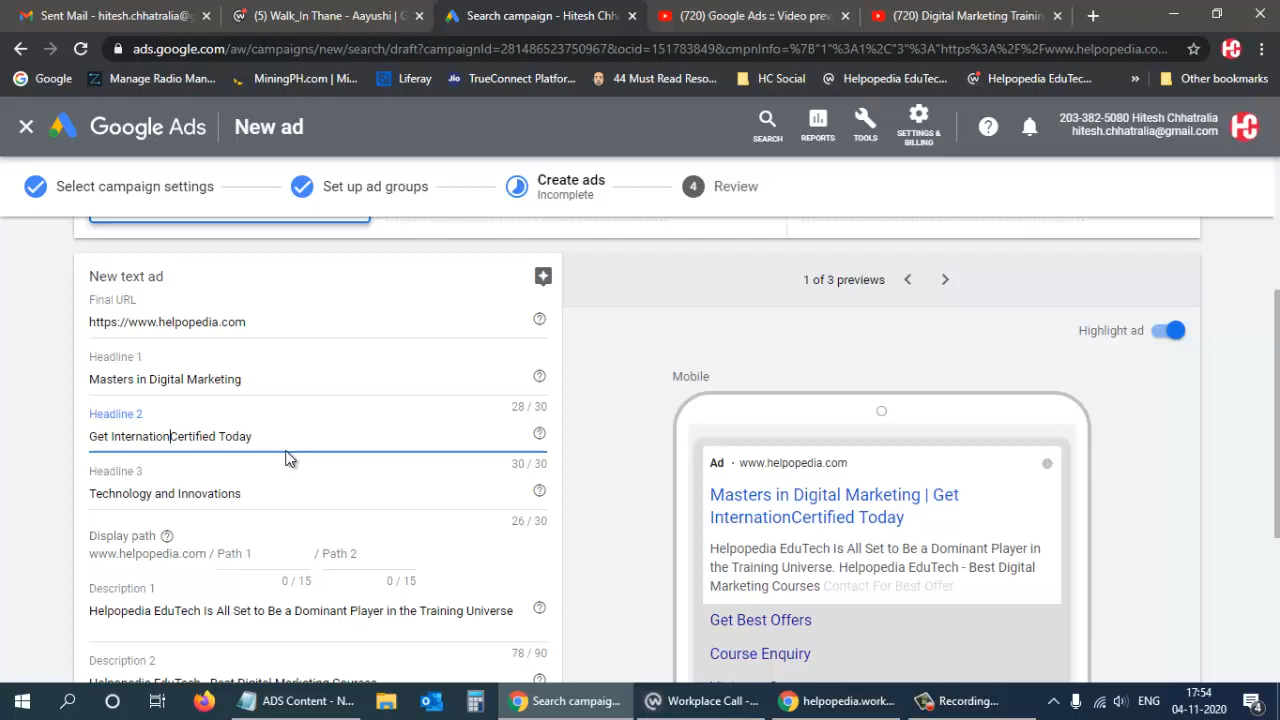 Sent Mail - hitesh.chhatralia@
(5) Walk_In Thane - Aayushi | G
Search campaign - Hitesh Chh
(720) Google Ads :: Video prev
(720) Digital Marketing Trainin
ads.google.com/aw/campaigns/new/search/draft?campaignId=281486523750967&ocid=151783849&cmpnInfo=%7B"1"%3A1%2C"3"%3A"https%3A%2F%2Fwww.helpopedia.co...
Google
Manage Radio Man...
MiningPH.com | Mi...
Liferay
TrueConnect Platfor...
44 Must Read Resou...
HC Social
Helpopedia EduTec...
Helpopedia EduTec...
»
Other bookmarks
Google Ads
New ad
SEARCH
REPORTS
TOOLS
SETTINGS & BILLING
203-382-5080 Hitesh Chhatralia
hitesh.chhatralia@gmail.com
Select campaign settings
Set up ad groups
Create ads
Incomplete
4 Review
New text ad
Final URL
https://www.helpopedia.com
Headline 1
Masters in Digital Marketing
28 / 30
Headline 2
Get InternationCertified Today
30 / 30
Headline 3
Technology and Innovations
26 / 30
Display path
www.helpopedia.com / Path 1 / Path 2
0 / 15 0 / 15
Description 1
Helpopedia EduTech Is All Set to Be a Dominant Player in the Training Universe
78 / 90
Description 2
Helpopedia EduTech - Best Digital Marketing Courses
1 of 3 previews
Highlight ad
Mobile
Ad · www.helpopedia.com
Masters in Digital Marketing | Get
InternationCertified Today
Helpopedia EduTech Is All Set to Be a Dominant Player in
the Training Universe. Helpopedia EduTech - Best Digital
Marketing Courses Contact For Best Offer.
Get Best Offers
Course Enquiry
ADS Content - N...
Search campaig...
Workplace Call -...
helpopedia.work...
Recording...
ENG
17:54
04-11-2020
4